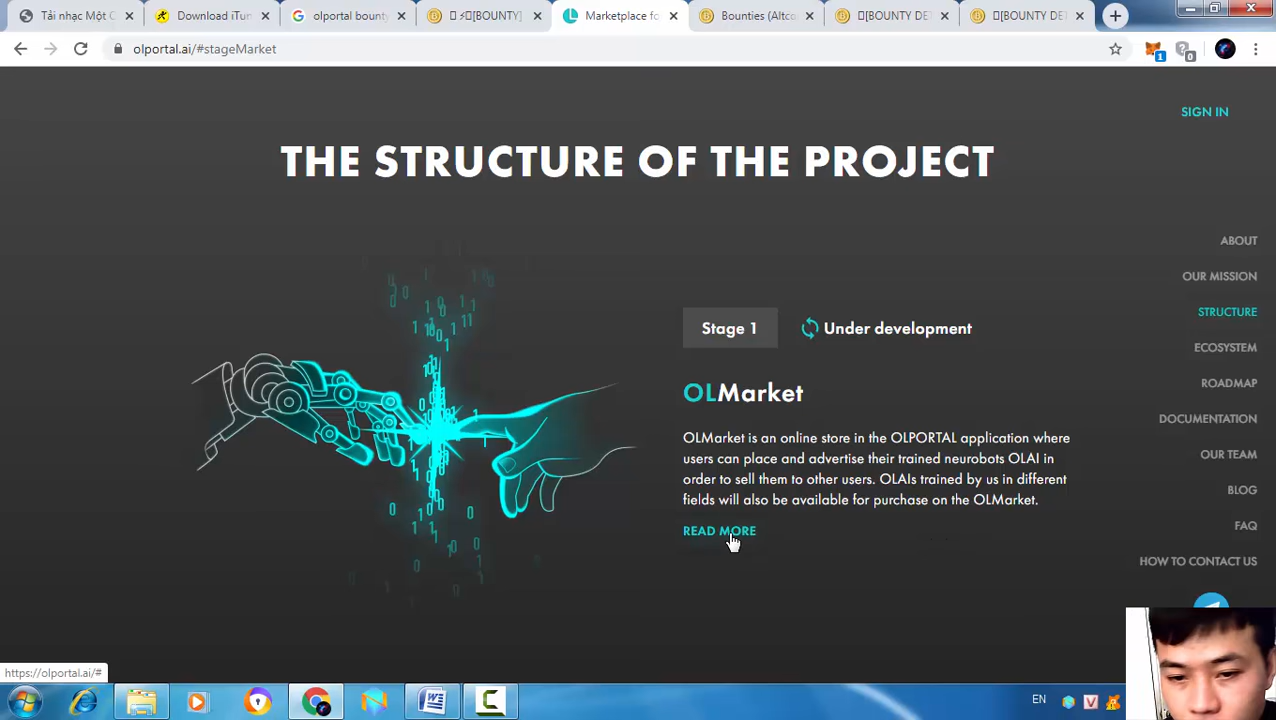 Tải nhạc Một C
Download iTun
olportal bounty
[BOUNTY]
Marketplace fo
Bounties (Altco
[BOUNTY DE
[BOUNTY DE
olportal.ai/#stageMarket
1
0
SIGN IN
THE STRUCTURE OF THE PROJECT
ABOUT
OUR MISSION
STRUCTURE
ECOSYSTEM
ROADMAP
DOCUMENTATION
OUR TEAM
BLOG
FAQ
HOW TO CONTACT US
Stage 1
Under development
OLMarket
OLMarket is an online store in the OLPORTAL application where
users can place and advertise their trained neurobots OLAI in
order to sell them to other users. OLAIs trained by us in different
fields will also be available for purchase on the OLMarket.
READ MORE
https://olportal.ai/#
EN